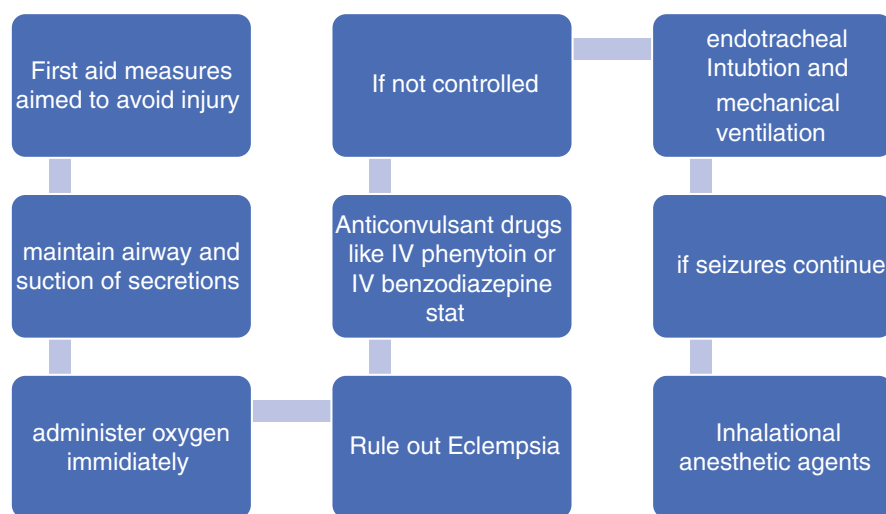 First aid measures
aimed to avoid injury
maintain airway and
suction of secretions
administer oxygen
immidiately
Rule out Eclempsia
Anticonvulsant drugs
like IV phenytoin or
IV benzodiazepine
stat
If not controlled
endotracheal
Intubtion and
mechanical
ventilation
if seizures continue
Inhalational
anesthetic agents